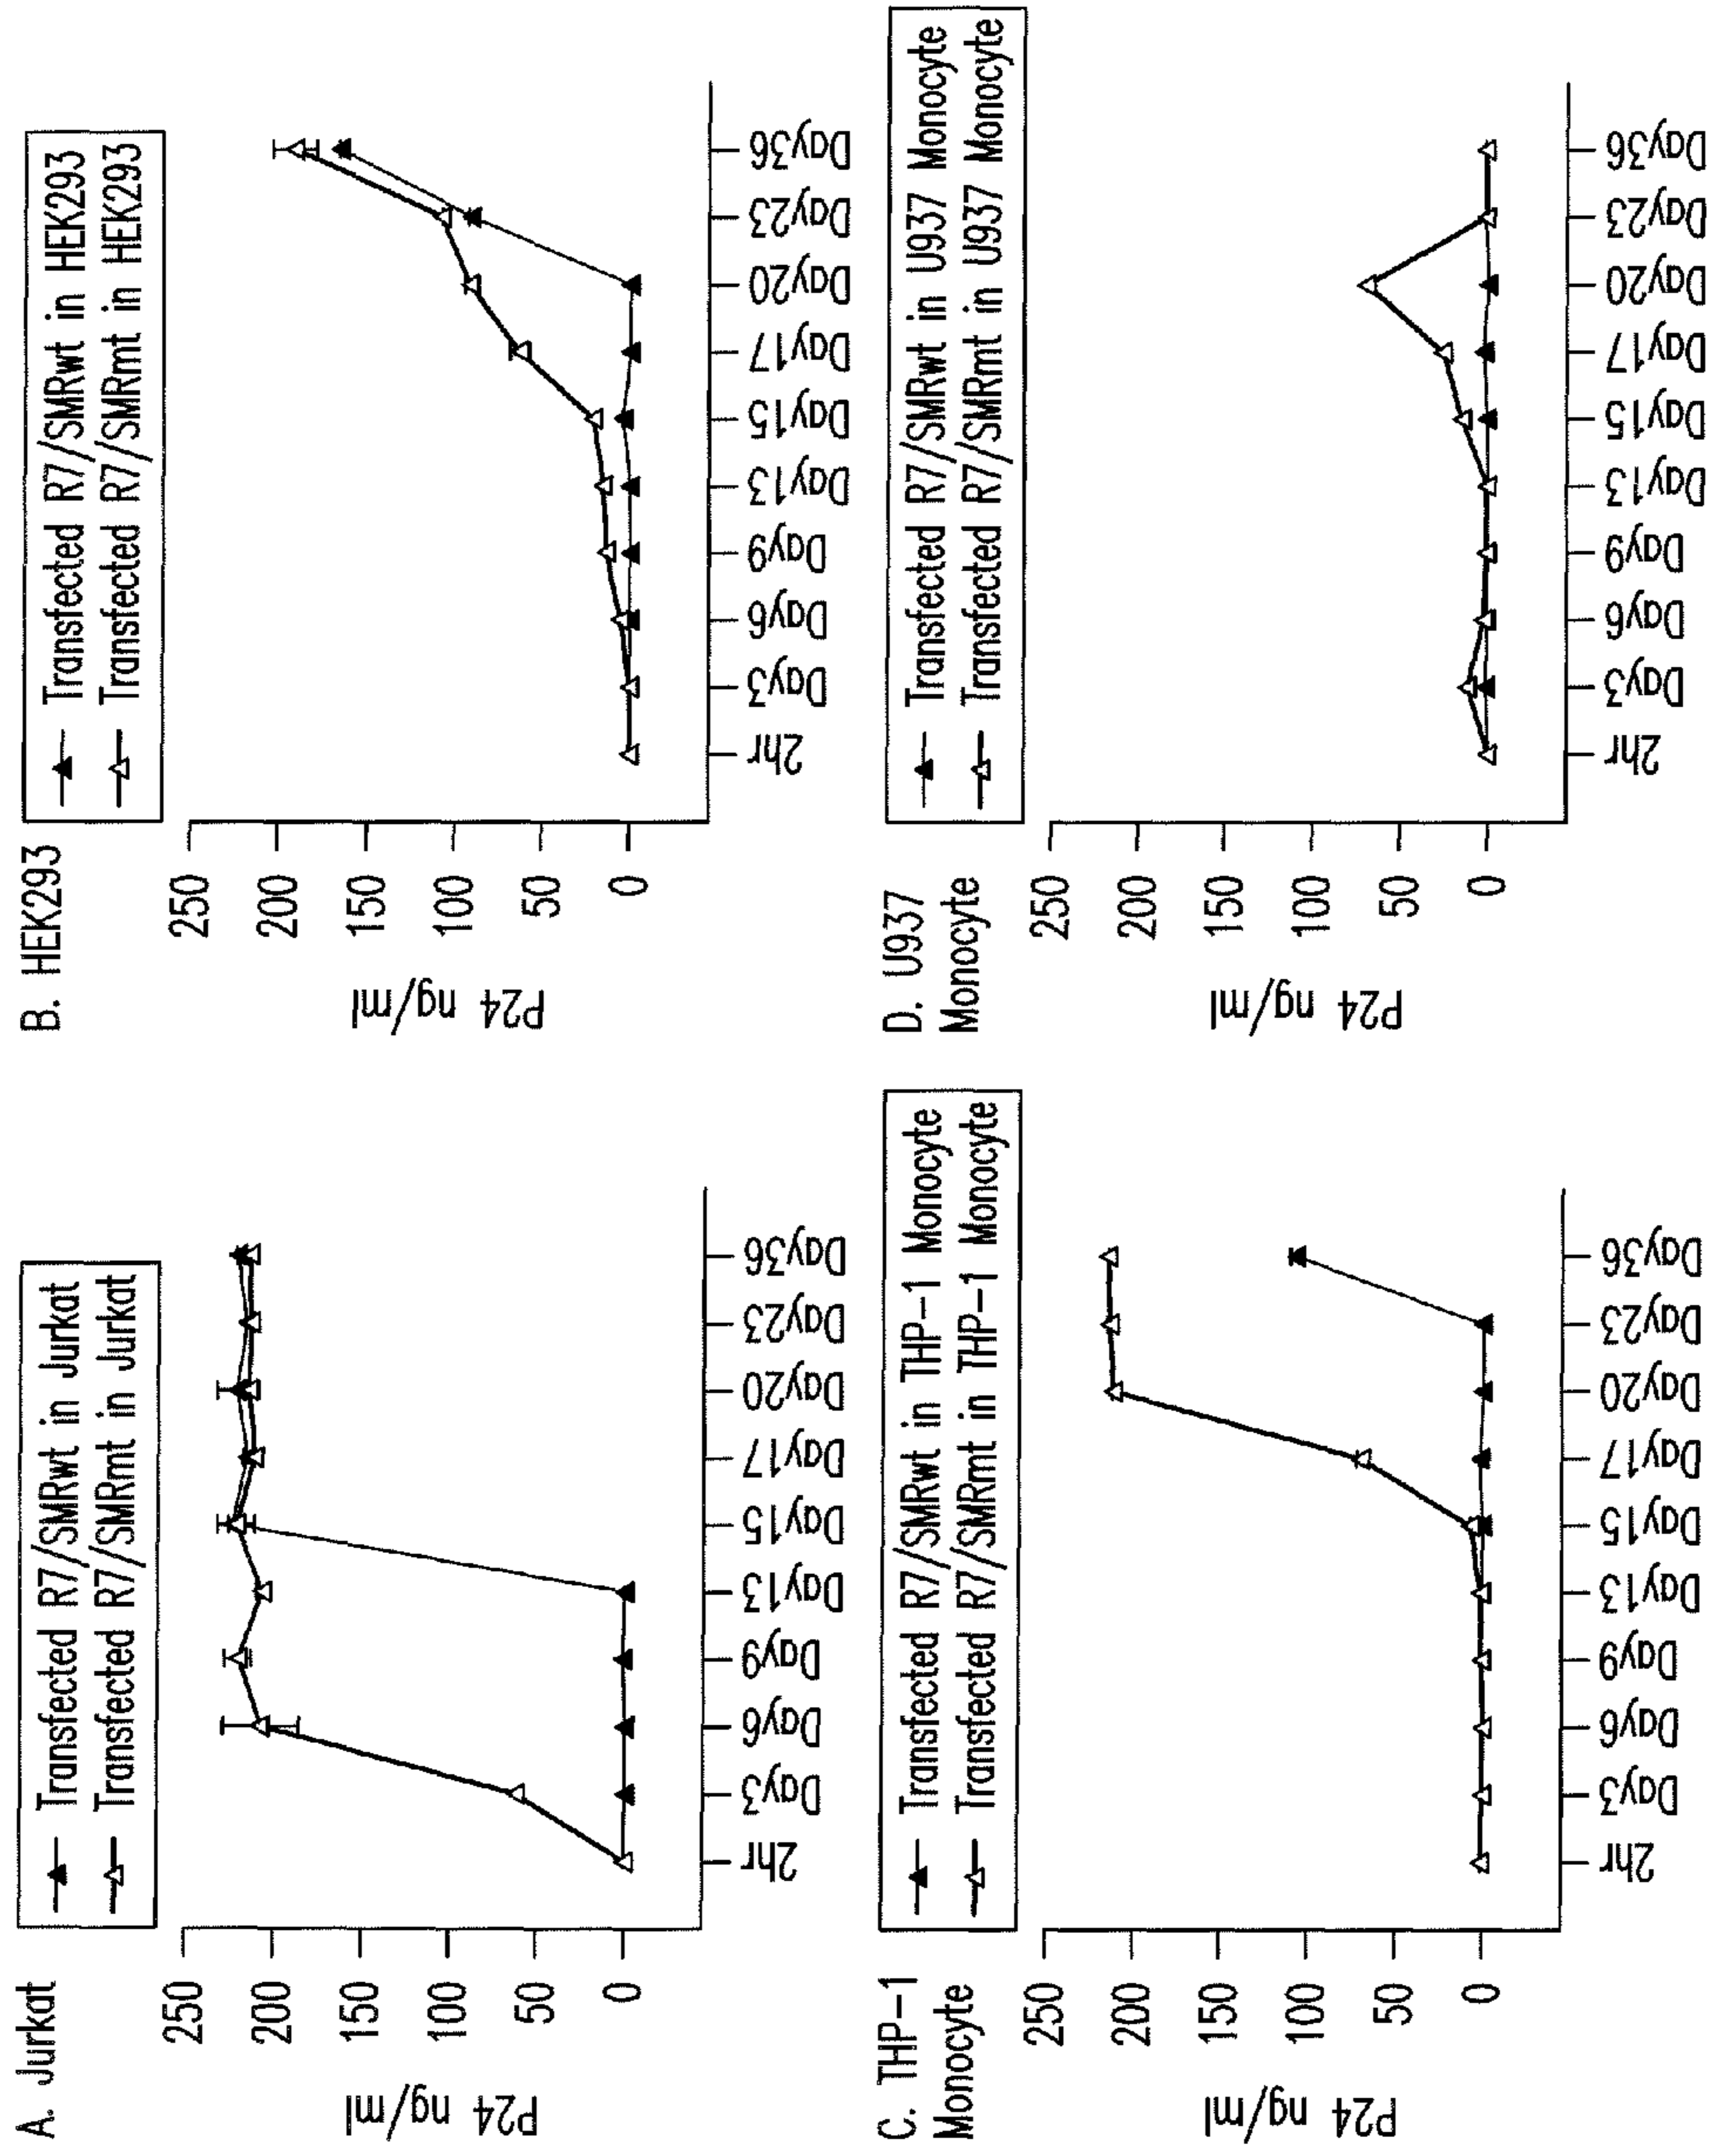 A. Jurkat
Transfected R7/SMRwt in Jurkat
Transfected R7/SMRmt in Jurkat
P24 ng/ml
250
200
150
100
50
0
2hr
Day3
Day6
Day9
Day13
Day15
Day17
Day20
Day23
Day36
B. HEK293
Transfected R7/SMRwt in HEK293
Transfected R7/SMRmt in HEK293
P24 ng/ml
250
200
150
100
50
0
2hr
Day3
Day6
Day9
Day13
Day15
Day17
Day20
Day23
Day36
C. THP-1
Monocyte
Transfected R7/SMRwt in THP-1 Monocyte
Transfected R7/SMRmt in THP-1 Monocyte
P24 ng/ml
250
200
150
100
50
0
2hr
Day3
Day6
Day9
Day13
Day15
Day17
Day20
Day23
Day36
D. U937
Monocyte
Transfected R7/SMRwt in U937 Monocyte
Transfected R7/SMRmt in U937 Monocyte
P24 ng/ml
250
200
150
100
50
0
2hr
Day3
Day6
Day9
Day13
Day15
Day17
Day20
Day23
Day36